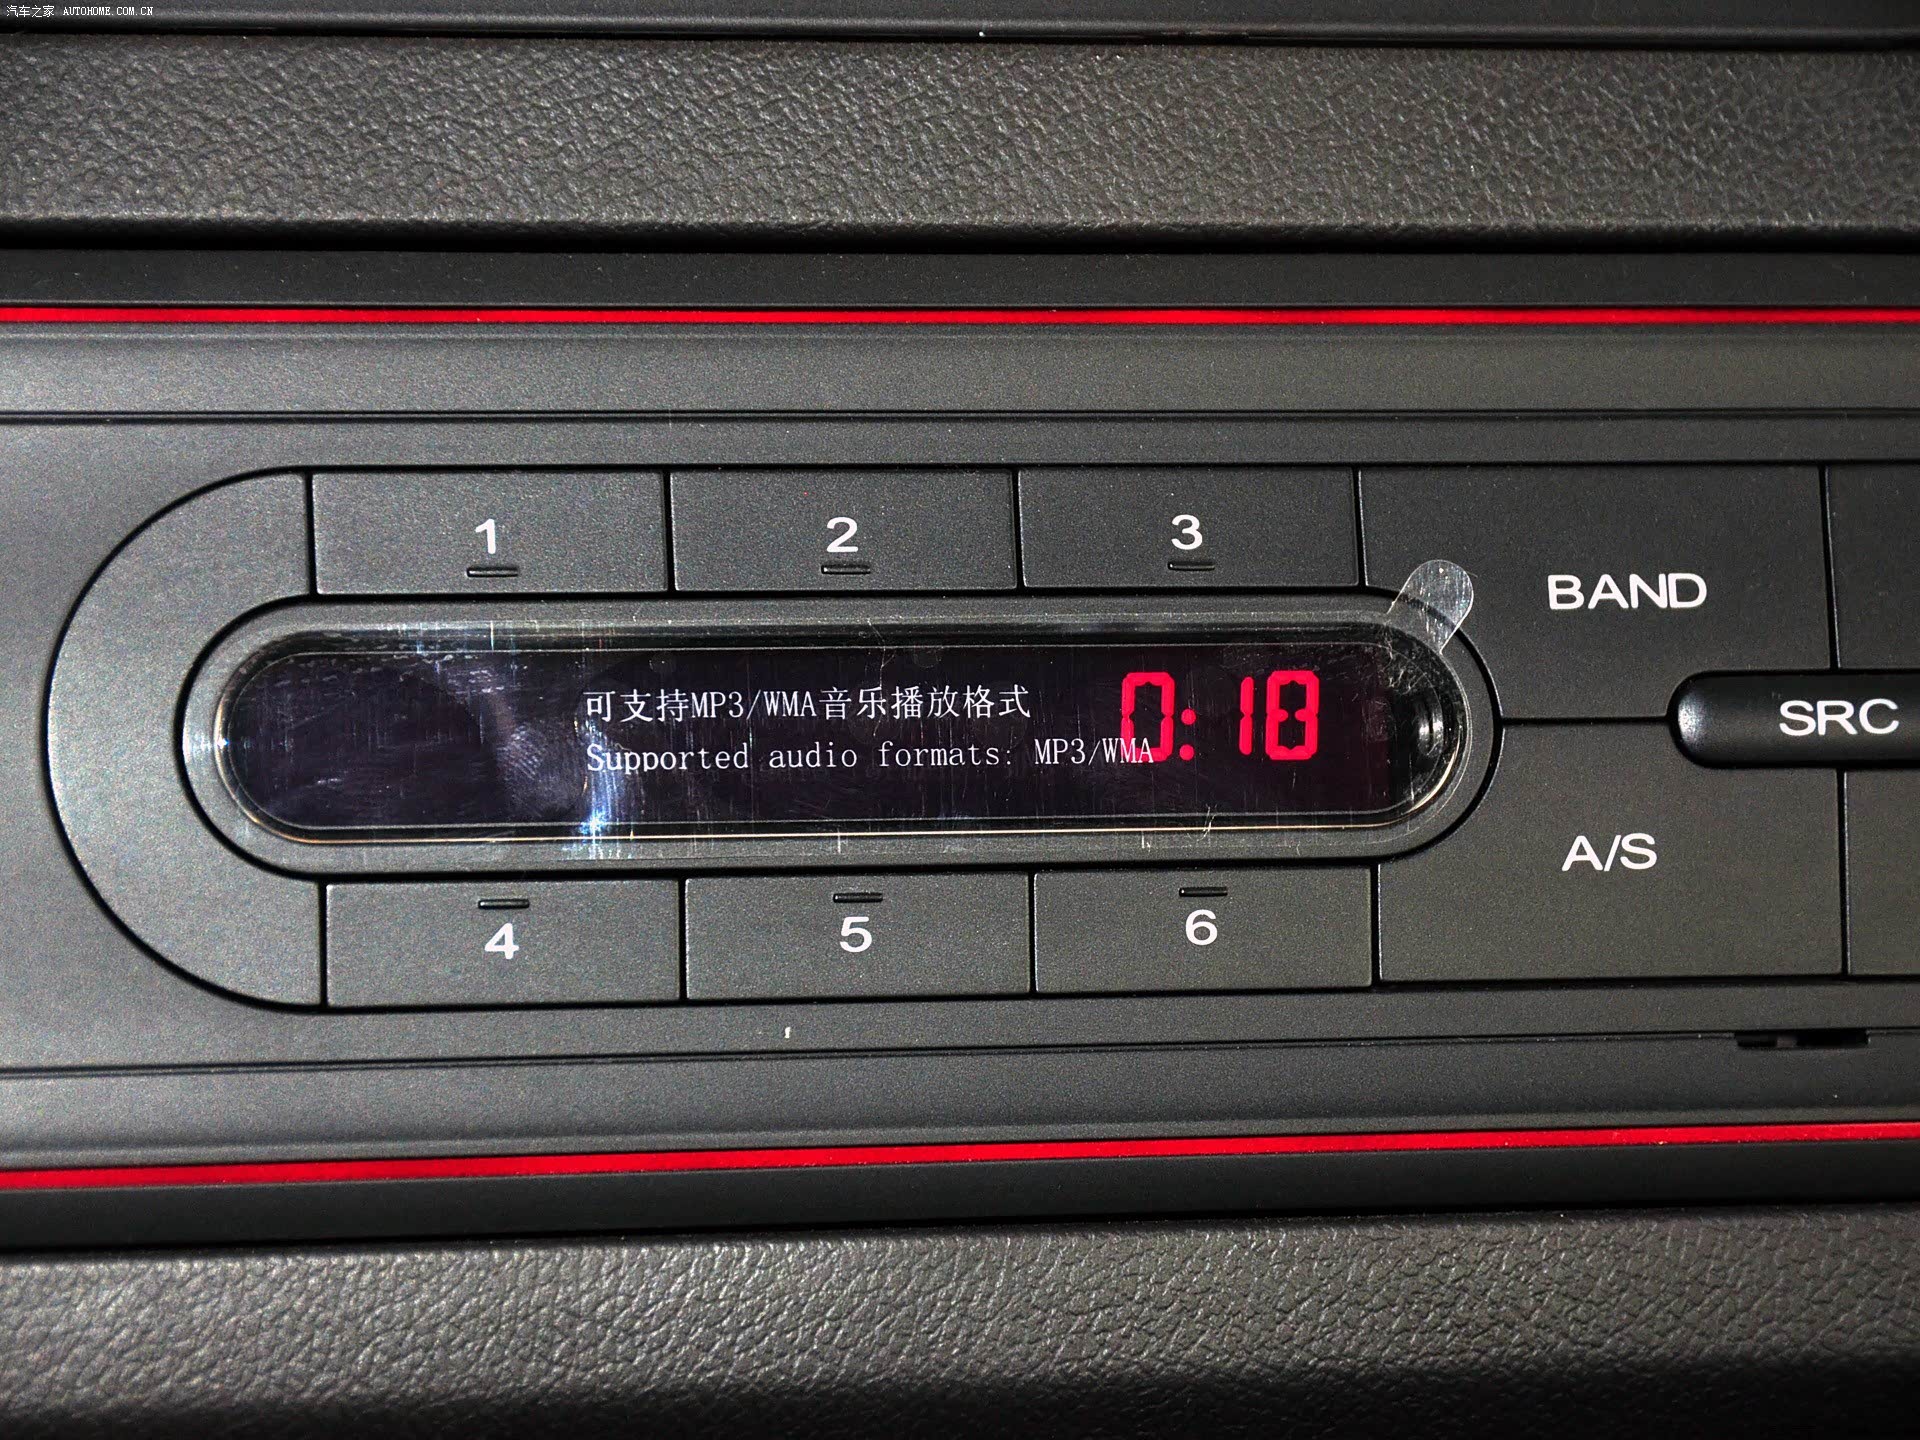 汽车之家 AUTOHOME.COM.CN
1 2 3
BAND
可支持MP3/WMA音乐播放格式
0:18
SRC
Supported audio formats: MP3/WMA
A/S
4 5 6